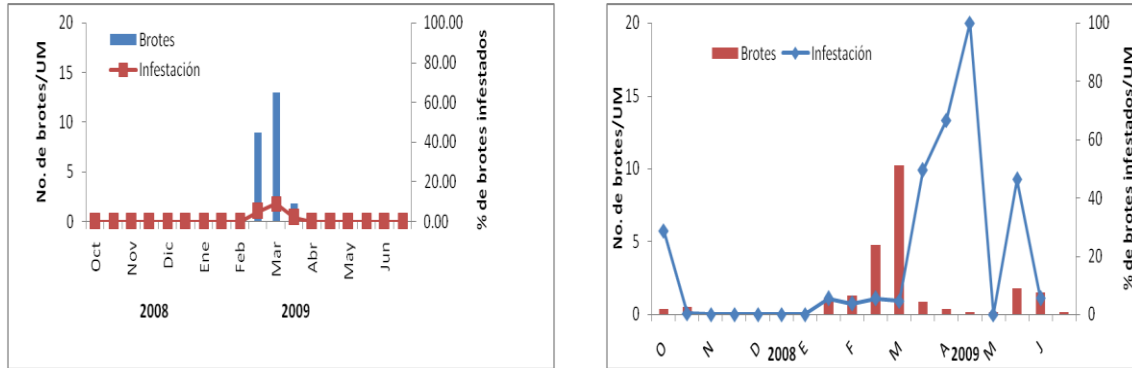 No. de brotes/UM
20
15
10
5
0
Brotes
Infestación
100.00
80.00
60.00
40.00
20.00
0.00
% de brotes infestados
Oct Nov Dic Ene Feb Mar Abr May Jun
2008 2009
No. de brotes/UM
20
15
10
5
0
Brotes Infestación
100
80
60
40
20
0
% de brotes infestados/UM
O N D E F M A M J
2008 2009